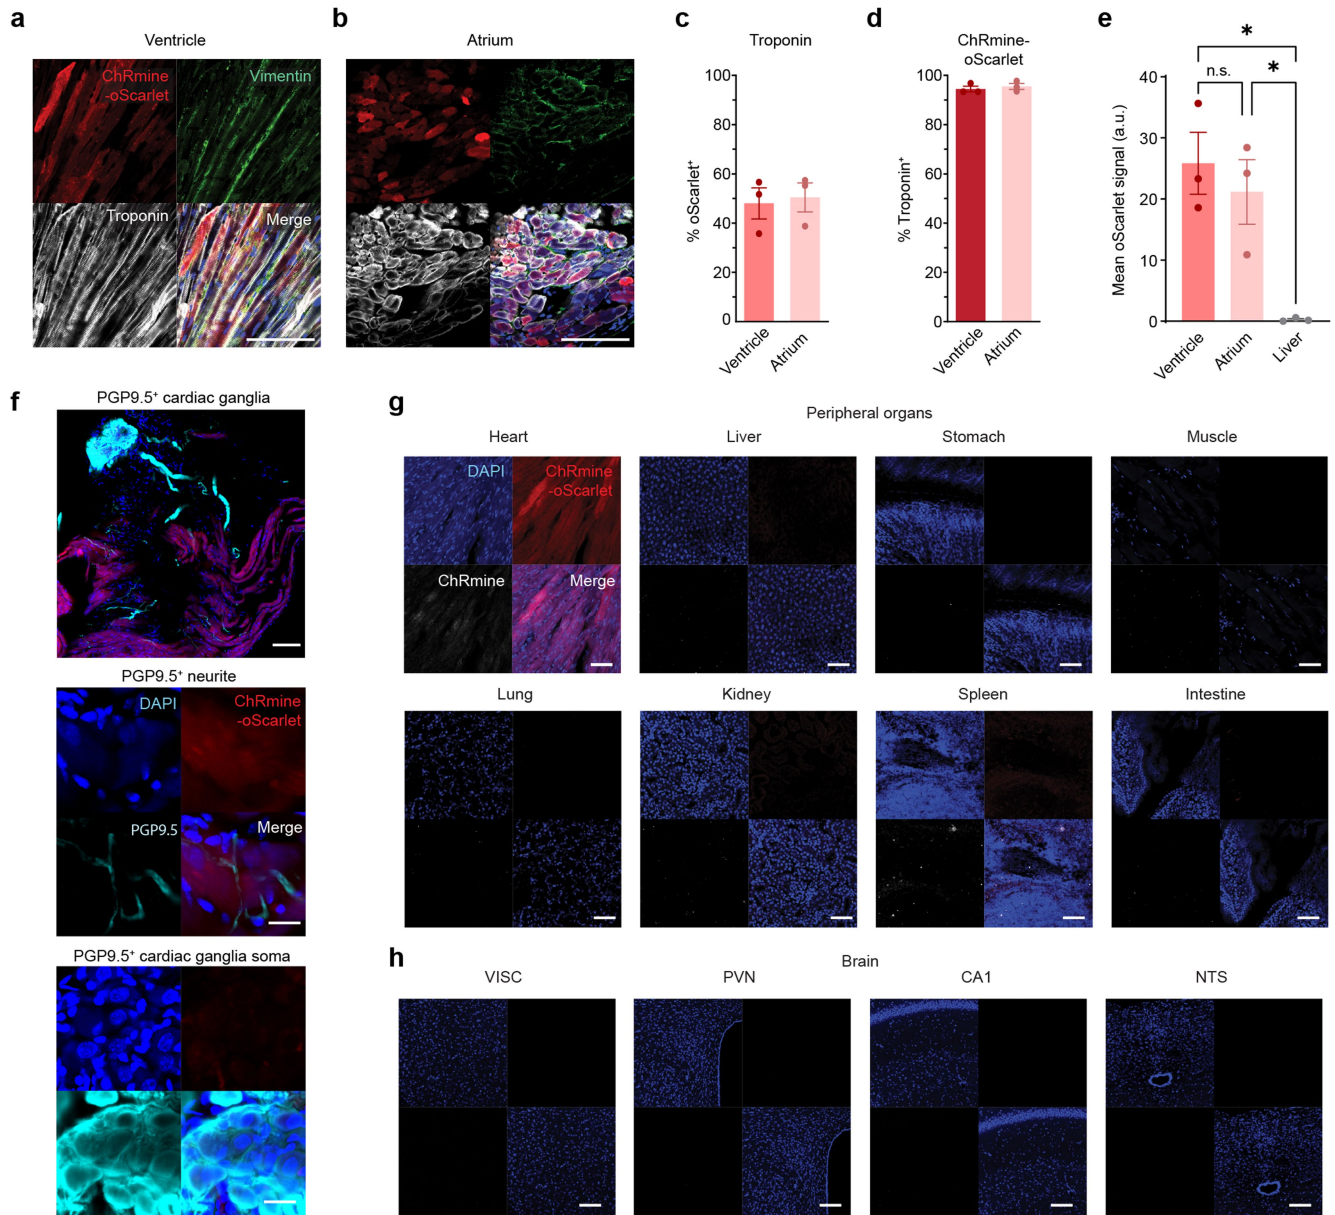 a
Ventricle
ChRmine
-oScarlet
Vimentin
Troponin
Merge
b
Atrium
c
Troponin
% oScarlet⁺
100
80
60
40
20
0
Ventricle
Atrium
d
ChRmine-
oScarlet
% Troponin⁺
100
80
60
40
20
0
Ventricle
Atrium
e
*
n.s.
*
Mean oScarlet signal (a.u.)
40
30
20
10
0
Ventricle
Atrium
Liver
f
PGP9.5⁺ cardiac ganglia
PGP9.5⁺ neurite
DAPI
ChRmine
-oScarlet
PGP9.5
Merge
PGP9.5⁺ cardiac ganglia soma
g
Peripheral organs
Heart
Liver
Stomach
Muscle
DAPI
ChRmine
-oScarlet
ChRmine
Merge
Lung
Kidney
Spleen
Intestine
h
Brain
VISC
PVN
CA1
NTS